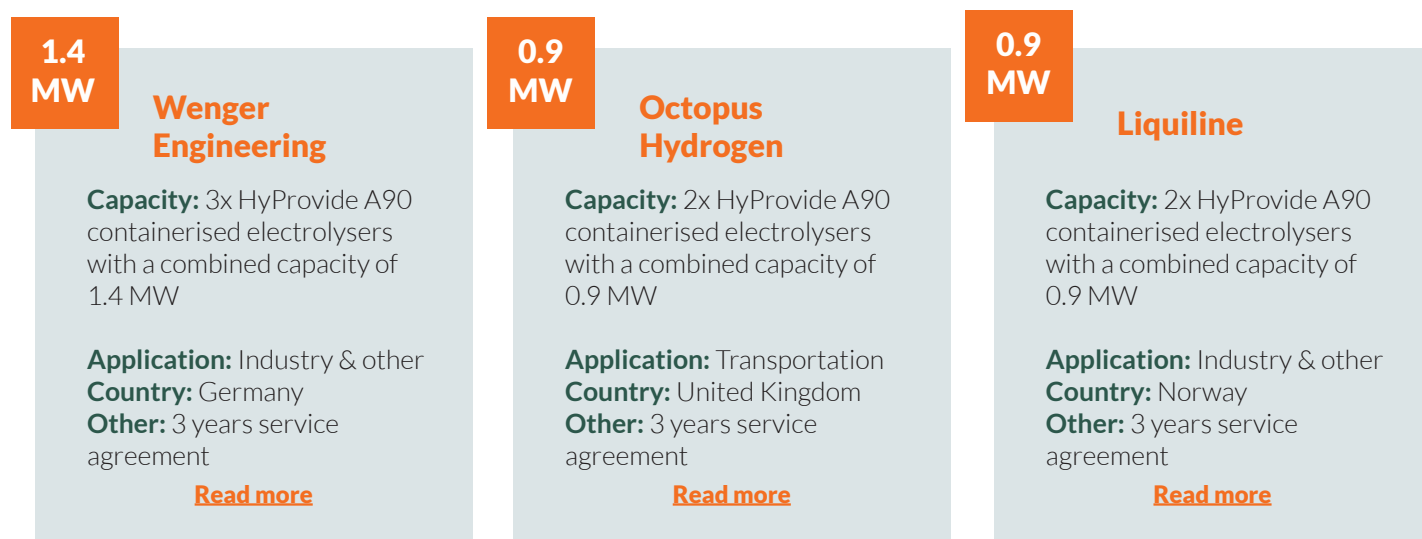 1.4
MW
Wenger
Engineering
Capacity: 3x HyProvide A90
containerised electrolysers
with a combined capacity of
1.4 MW
Application: Industry & other
Country: Germany
Other: 3 years service
agreement
Read more
0.9
MW
Octopus
Hydrogen
Capacity: 2x HyProvide A90
containerised electrolysers
with a combined capacity of
0.9 MW
Application: Transportation
Country: United Kingdom
Other: 3 years service
agreement
Read more
0.9
MW
Liquiline
Capacity: 2x HyProvide A90
containerised electrolysers
with a combined capacity of
0.9 MW
Application: Industry & other
Country: Norway
Other: 3 years service
agreement
Read more